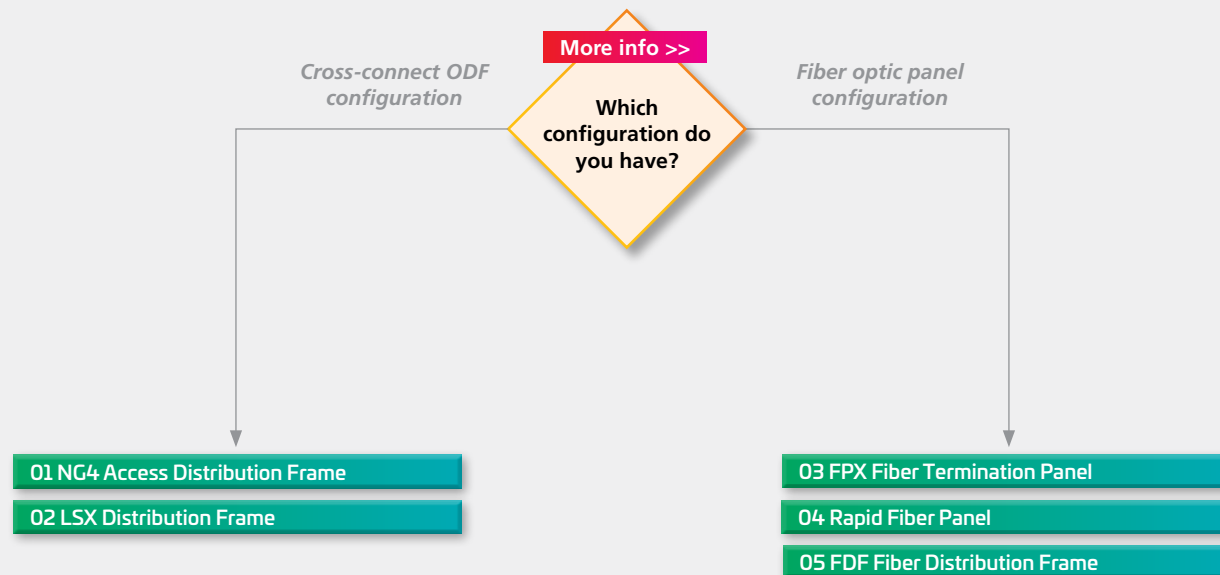 More info >>
Cross-connect ODF
configuration
Which
configuration do
you have?
Fiber optic panel
configuration
01 NG4 Access Distribution Frame
02 LSX Distribution Frame
03 FPX Fiber Termination Panel
04 Rapid Fiber Panel
05 FDF Fiber Distribution Frame